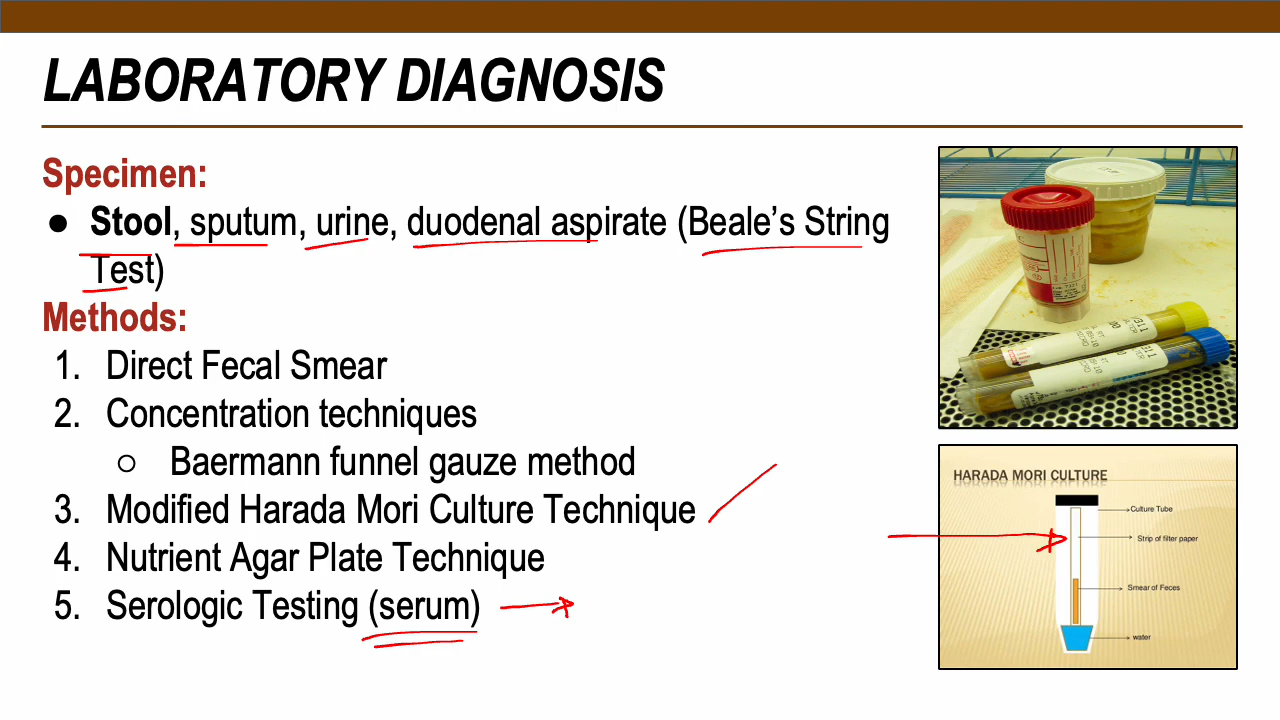 LABORATORY DIAGNOSIS
Specimen:
● Stool, sputum, urine, duodenal aspirate (Beale’s String
Test)
Methods:
1. Direct Fecal Smear
2. Concentration techniques
○ Baermann funnel gauze method
3. Modified Harada Mori Culture Technique
4. Nutrient Agar Plate Technique
5. Serologic Testing (serum)
HARADA MORI CULTURE
Culture Tube
Strip of filter paper
Smear of Feces
water